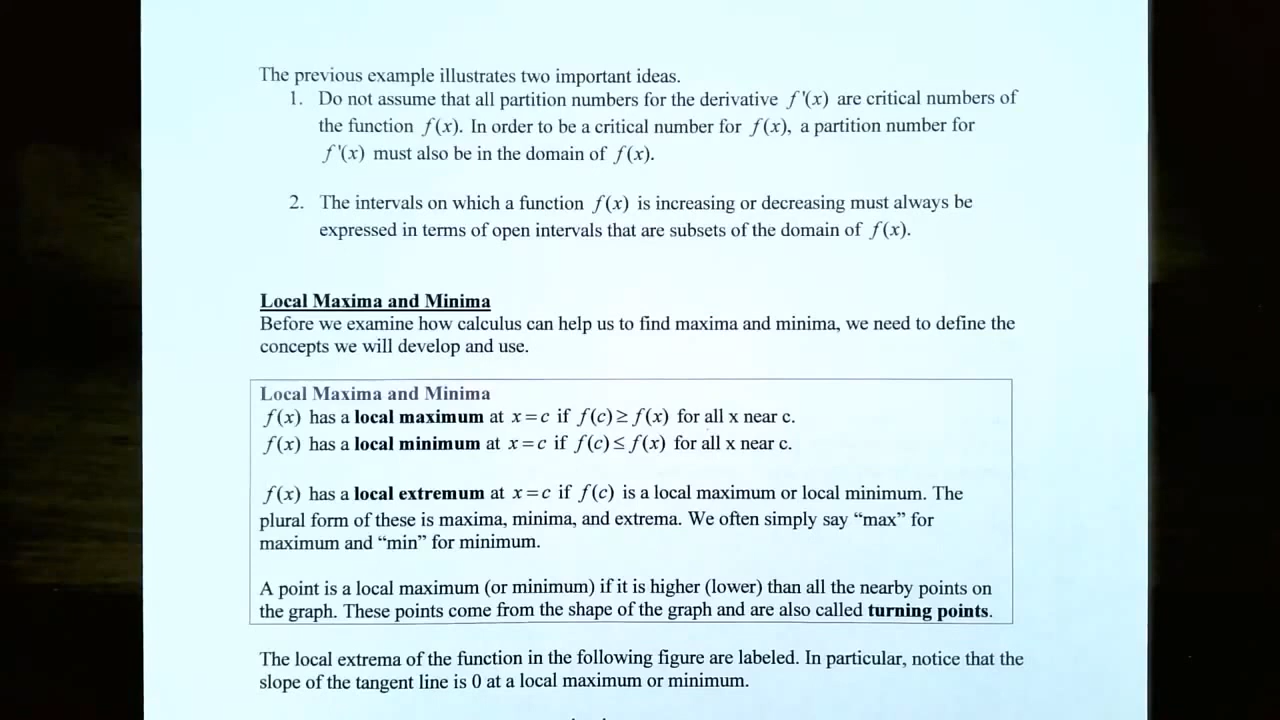 The previous example illustrates two important ideas.
1. Do not assume that all partition numbers for the derivative f '(x) are critical numbers of
the function f(x). In order to be a critical number for f(x), a partition number for
f '(x) must also be in the domain of f(x).
2. The intervals on which a function f(x) is increasing or decreasing must always be
expressed in terms of open intervals that are subsets of the domain of f(x).
Local Maxima and Minima
Before we examine how calculus can help us to find maxima and minima, we need to define the
concepts we will develop and use.
Local Maxima and Minima
f(x) has a local maximum at x=c if f(c)≥ f(x) for all x near c.
f(x) has a local minimum at x=c if f(c)≤ f(x) for all x near c.
f(x) has a local extremum at x=c if f(c) is a local maximum or local minimum. The
plural form of these is maxima, minima, and extrema. We often simply say “max” for
maximum and “min” for minimum.
A point is a local maximum (or minimum) if it is higher (lower) than all the nearby points on
the graph. These points come from the shape of the graph and are also called turning points.
The local extrema of the function in the following figure are labeled. In particular, notice that the
slope of the tangent line is 0 at a local maximum or minimum.